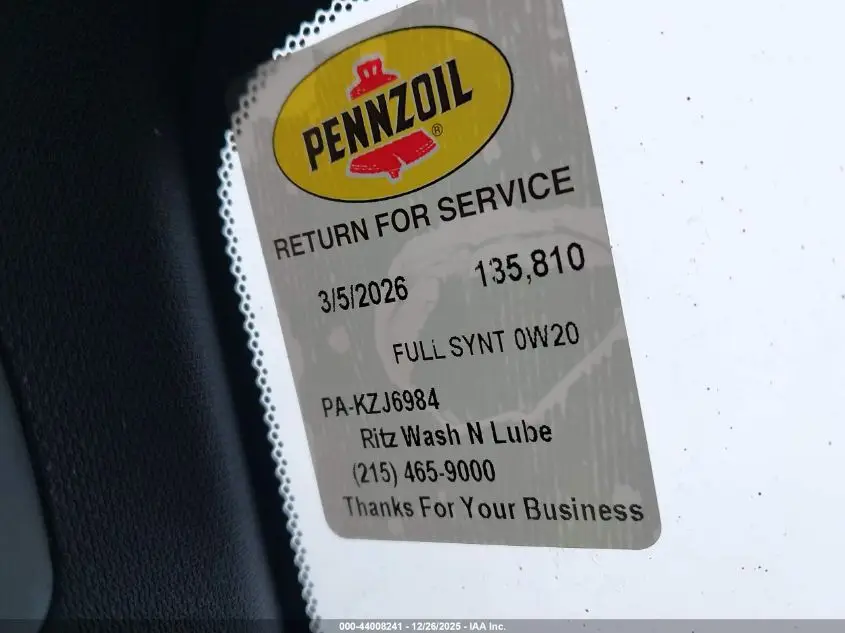 PENNZOIL®
RETURN FOR SERVICE
3/5/2026 135,810
FULL SYNT 0W20
PA-KZJ6984
Ritz Wash N Lube
(215) 465-9000
Thanks For Your Business
000-44008241 - 12/26/2025 - IAA Inc.